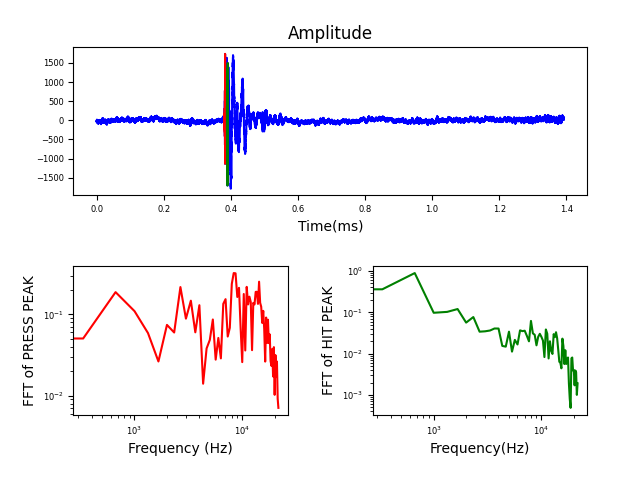 Amplitude
1500
1000
500
0
−500
−1000
−1500
0.0 0.2 0.4 0.6 0.8 1.0 1.2 1.4
Time(ms)
FFT of PRESS PEAK
10⁻¹
10⁻²
10³ 10⁴
Frequency (Hz)
FFT of HIT PEAK
10⁰
10⁻¹
10⁻²
10⁻³
10³ 10⁴
Frequency(Hz)